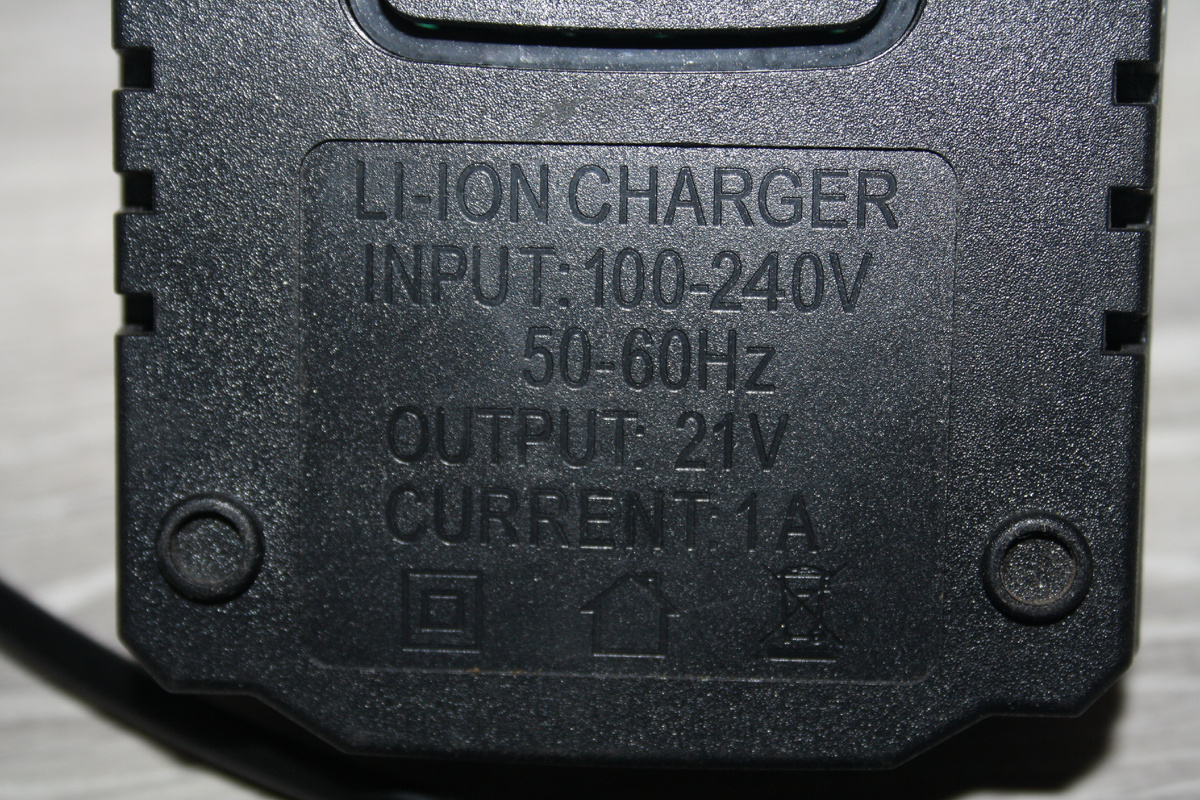 LI-ION CHARGER
INPUT: 100-240V
50-60Hz
OUTPUT: 21V
CURRENT: 1A